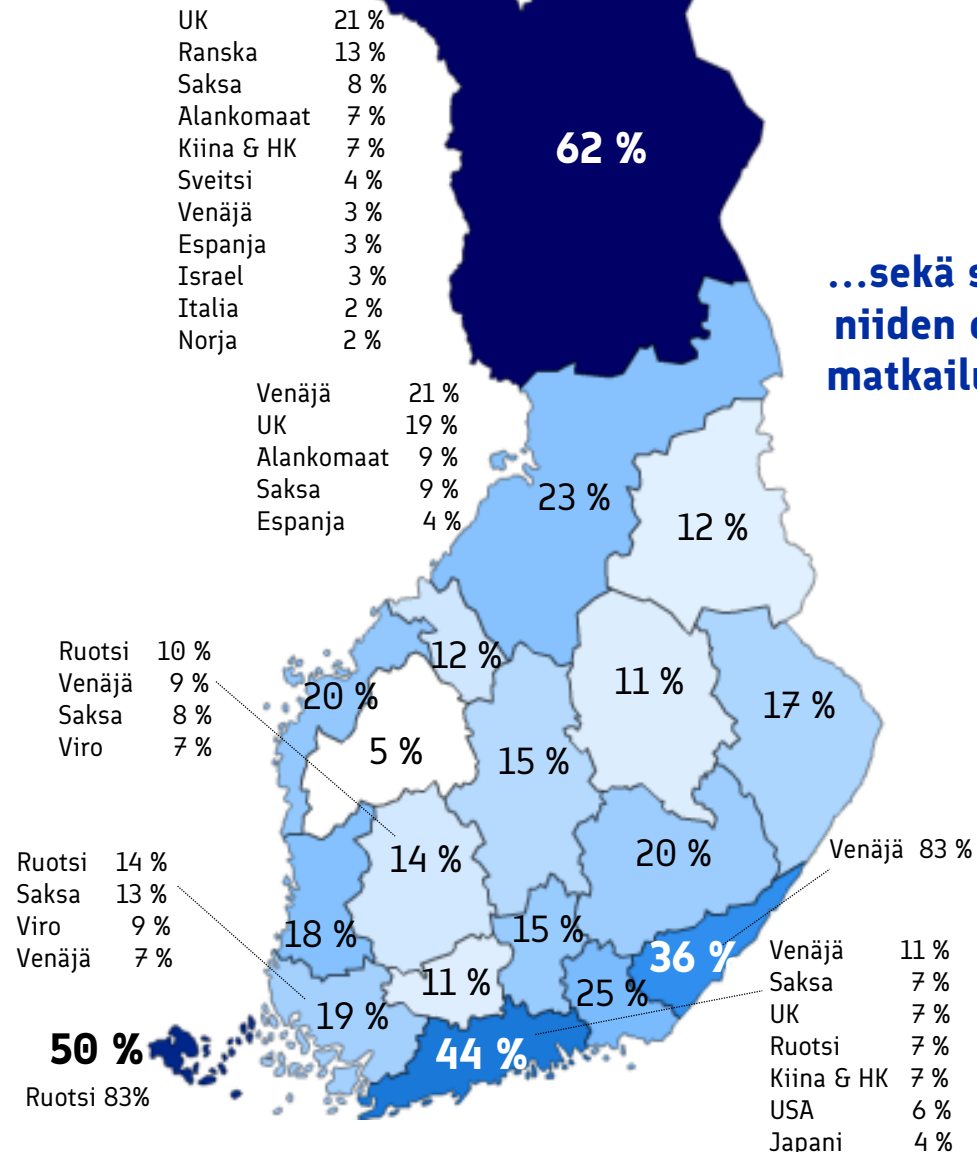 UK 21 %
Ranska 13 %
Saksa 8 %
Alankomaat 7 %
Kiina & HK 7 %
Sveitsi 4 %
Venäjä 3 %
Espanja 3 %
Israel 3 %
Italia 2 %
Norja 2 %
62 %
...sekä s
niiden
matkailu
Venäjä 21 %
UK 19 %
Alankomaat 9 %
Saksa 9 %
Espanja 4 %
23 %
12 %
Ruotsi 10 %
Venäjä 9 %
Saksa 8 %
Viro 7 %
12 %
20 %
11 %
17 %
5 %
15 %
14 %
20 %
Venäjä 83 %
Ruotsi 14 %
Saksa 13 %
Viro 9 %
Venäjä 7 %
18 %
15 %
36 %
11 %
25 %
19 %
44 %
50 %
Ruotsi 83%
Venäjä 11 %
Saksa 7 %
UK 7 %
Ruotsi 7 %
Kiina & HK 7 %
USA 6 %
Japani 4 %